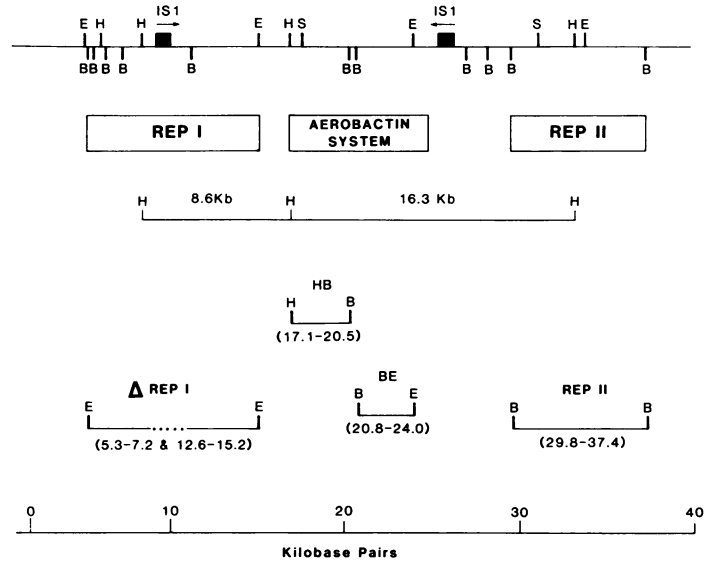 IS1 IS1
E H H E H S E S H E
B B B B B B B B B B B
REP I AEROBACTIN SYSTEM REP II
8.6Kb 16.3 Kb
H H H
HB
H B
(17.1-20.5)
Δ REP I BE REP II
E E B E B B
(5.3-7.2 & 12.6-15.2) (20.8-24.0) (29.8-37.4)
0 10 20 30 40
Kilobase Pairs